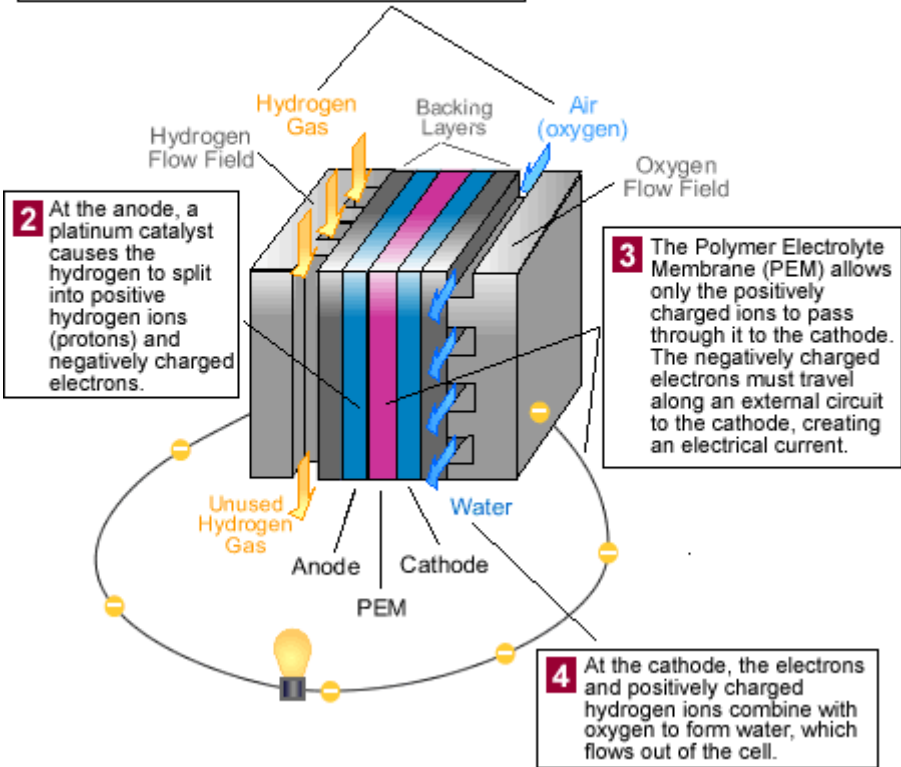 Hydrogen
Gas
Backing
Layers
Air
(oxygen)
Hydrogen
Flow Field
Oxygen
Flow Field
2 At the anode, a
platinum catalyst
causes the
hydrogen to split
into positive
hydrogen ions
(protons) and
negatively charged
electrons.
3 The Polymer Electrolyte
Membrane (PEM) allows
only the positively
charged ions to pass
through it to the cathode.
The negatively charged
electrons must travel
along an external circuit
to the cathode, creating
an electrical current.
Unused
Hydrogen
Gas
Water
Anode
Cathode
PEM
4 At the cathode, the electrons
and positively charged
hydrogen ions combine with
oxygen to form water, which
flows out of the cell.